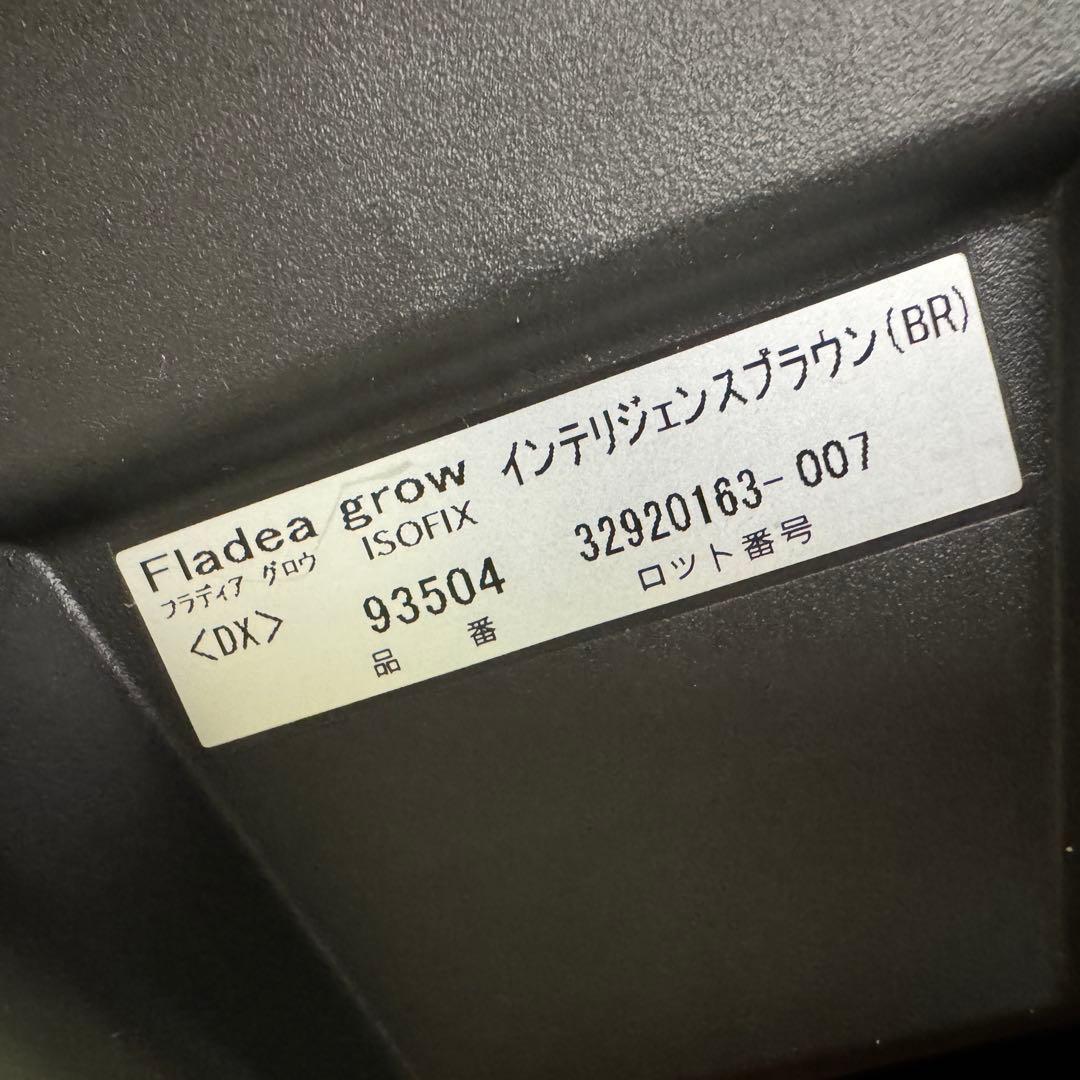 Fladea grow インテリジェンスブラウン(BR)
フラディア グロウ ISOFIX
<DX> 93504 32920163-007
品 番 ロット番号